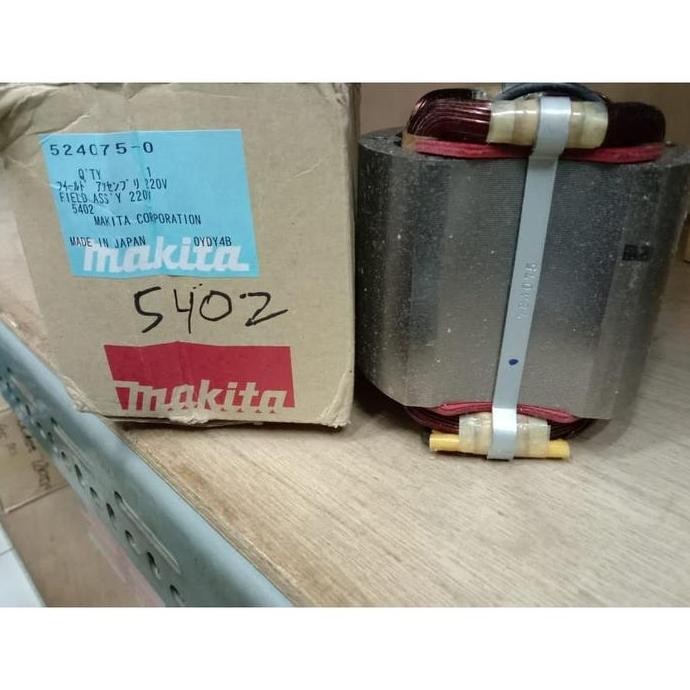 524075-0
Q'TY 1
フィールド アッセンブリ 220V
FIELD ASS'Y 220V
5402
MAKITA CORPORATION
MADE IN JAPAN 0YDY4B
makita
5402
makita